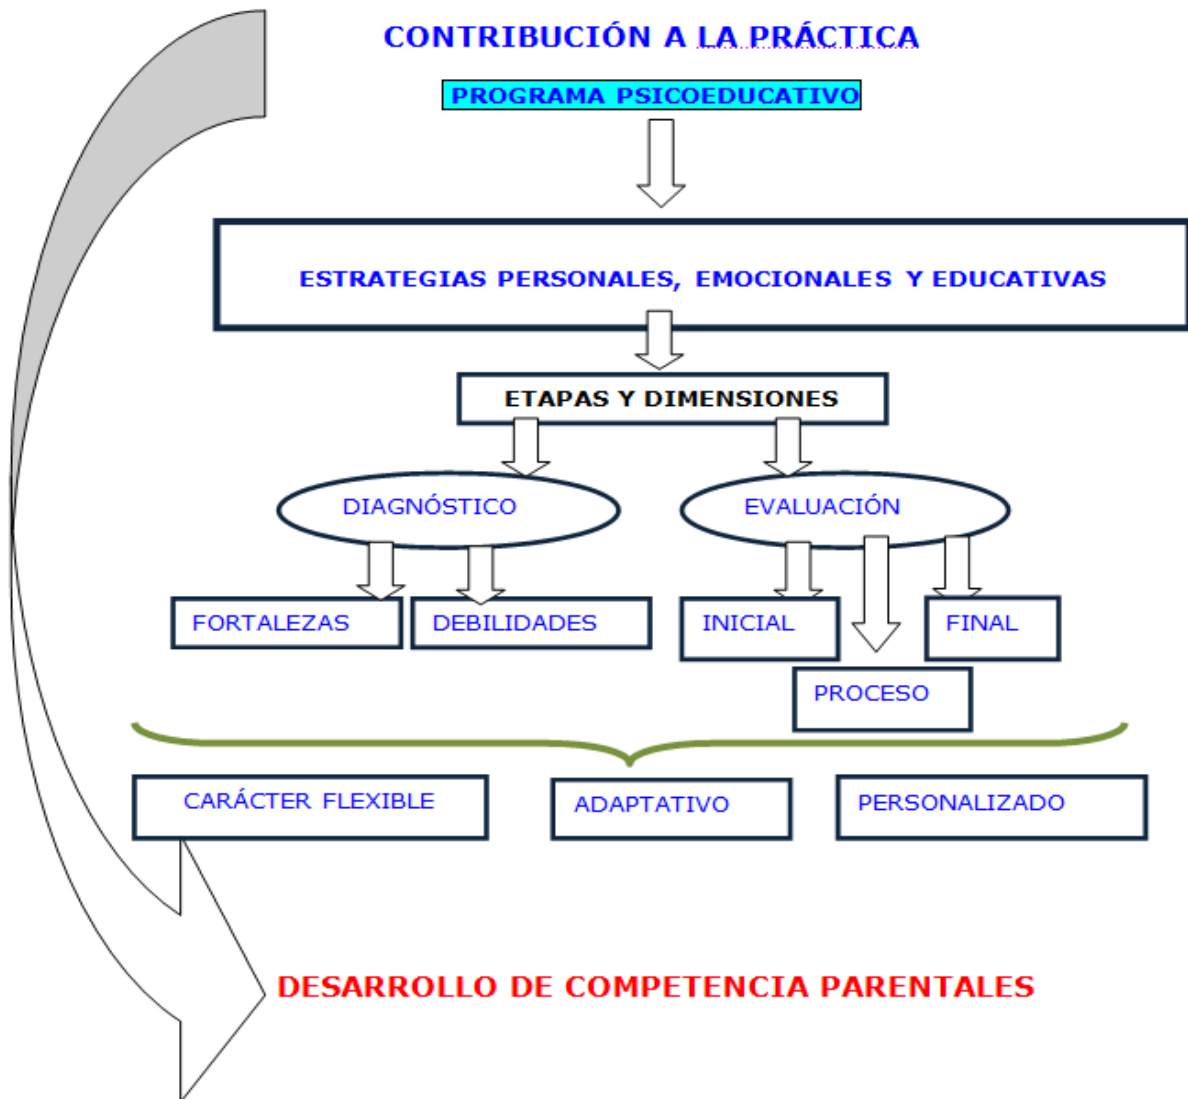 CONTRIBUCIÓN A LA PRÁCTICA
PROGRAMA PSICOEDUCATIVO
ESTRATEGIAS PERSONALES, EMOCIONALES Y EDUCATIVAS
ETAPAS Y DIMENSIONES
DIAGNÓSTICO
EVALUACIÓN
FORTALEZAS
DEBILIDADES
INICIAL
FINAL
PROCESO
CARÁCTER FLEXIBLE
ADAPTATIVO
PERSONALIZADO
DESARROLLO DE COMPETENCIA PARENTALES